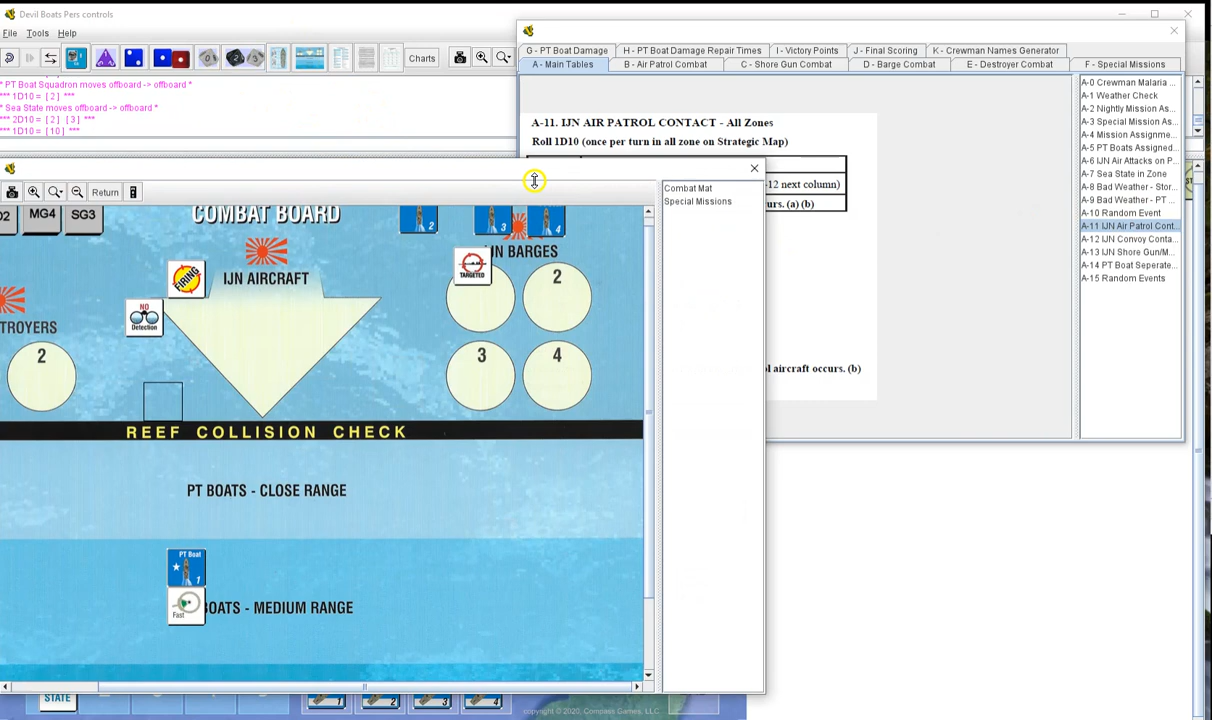 Devil Boats Pers controls
File Tools Help
Charts
* PT Boat Squadron moves offboard -> offboard *
*** 1D10 = [ 2 ] ***
* Sea State moves offboard -> offboard *
*** 2D10 = [ 2 ] [ 3 ] ***
*** 1D10 = [ 10 ] ***
G - PT Boat Damage H - PT Boat Damage Repair Times I - Victory Points J - Final Scoring K - Crewman Names Generator
A - Main Tables B - Air Patrol Combat C - Shore Gun Combat D - Barge Combat E - Destroyer Combat F - Special Missions
A-11. IJN AIR PATROL CONTACT - All Zones
Roll 1D10 (once per turn in all zone on Strategic Map)
-12 next column)
urs. (a) (b)
l aircraft occurs. (b)
A-0 Crewman Malaria ...
A-1 Weather Check
A-2 Nightly Mission As...
A-3 Special Mission As...
A-4 Mission Assignme...
A-5 PT Boats Assigned...
A-6 IJN Air Attacks on P...
A-7 Sea State in Zone
A-8 Bad Weather - Stor...
A-9 Bad Weather - PT ...
A-10 Random Event
A-11 IJN Air Patrol Cont...
A-12 IJN Convoy Conta...
A-13 IJN Shore Gun/M...
A-14 PT Boat Seperate...
A-15 Random Events
Return
Combat Mat
Special Missions
MG4 SG3
COMBAT BOARD
2 3 4
IJN AIRCRAFT
IJN BARGES
FIRING
TARGETED
NO
Detection
TROYERS
2
2
3 4
REEF COLLISION CHECK
PT BOATS - CLOSE RANGE
PT Boat
1
Fast
BOATS - MEDIUM RANGE
STATE
1 2 3 4
copyright © 2020, Compass Games, LLC